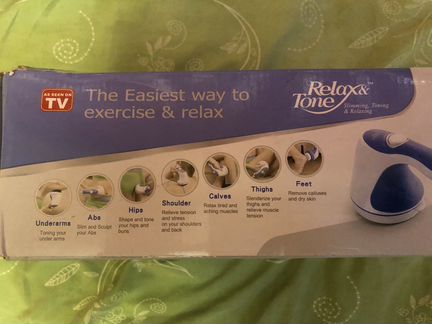 AS SEEN ON
TV
The Easiest way to
exercise & relax
Relax&
Tone
Slimming, Toning
& Relaxing
Underarms
Toning your
under arms
Abs
Slim and Sculpt
your Abs
Hips
Shape and tone
your hips and
buns
Shoulder
Relieve tension
and stress
on your shoulders
and back
Calves
Relax tired and
aching muscles
Thighs
Slenderize your
thighs and
relieve muscle
tension
Feet
Remove calluses
and dry skin